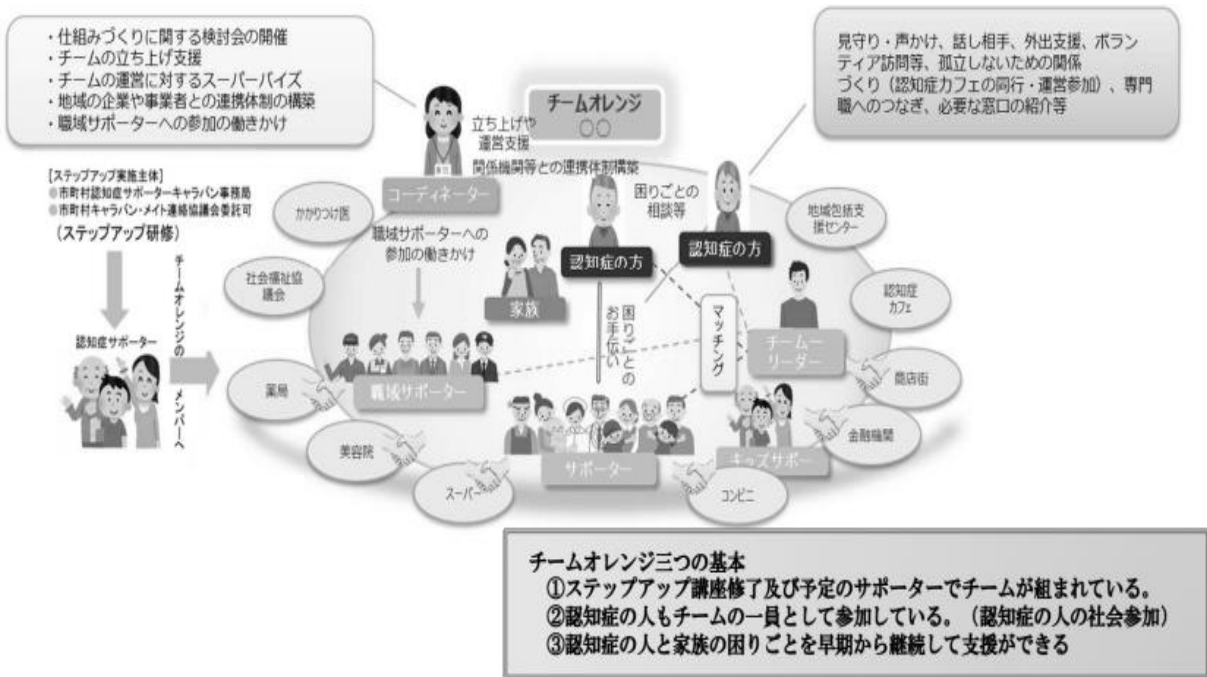 ・仕組みづくりに関する検討会の開催
・チームの立ち上げ支援
・チームの運営に対するスーパーバイズ
・地域の企業や事業者との連携体制の構築
・職域サポーターへの参加の働きかけ
見守り・声かけ、話し相手、外出支援、ボラン
ティア訪問等、孤立しないための関係
づくり（認知症カフェの同行・運営参加）、専門
職へのつなぎ、必要な窓口の紹介等
チームオレンジ
〇〇
立ち上げや
運営支援
関係機関等との連携体制構築
コーディネーター
[ステップアップ実施主体]
●市町村認知症サポーターキャラバン事務局
●市町村キャラバン・メイト連絡協議会委託可
（ステップアップ研修）
チームオレンジの
メンバーへ
認知症サポーター
かかりつけ医
社会福祉協
議会
薬局
美容院
スーパー
コンビニ
金融機関
商店街
認知症
カフェ
地域包括支
援センター
職域サポーターへの
参加の働きかけ
家族
認知症の方
困りごとの
相談等
認知症の方
困りごとの
お手伝い
マッチング
チームー
リーダー
職域サポーター
サポーター
キッズサポー
チームオレンジ三つの基本
①ステップアップ講座修了及び予定のサポーターでチームが組まれている。
②認知症の人もチームの一員として参加している。（認知症の人の社会参加）
③認知症の人と家族の困りごとを早期から継続して支援ができる